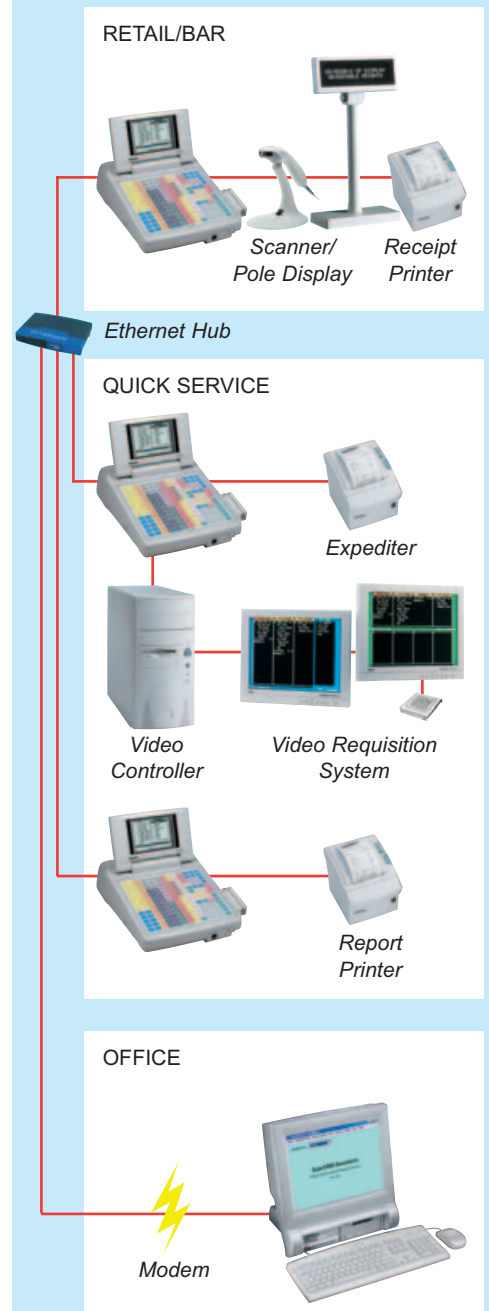 RETAIL/BAR
Scanner/
Pole Display
Receipt
Printer
Ethernet Hub
QUICK SERVICE
Expediter
Video
Controller
Video Requisition
System
Report
Printer
OFFICE
Modem